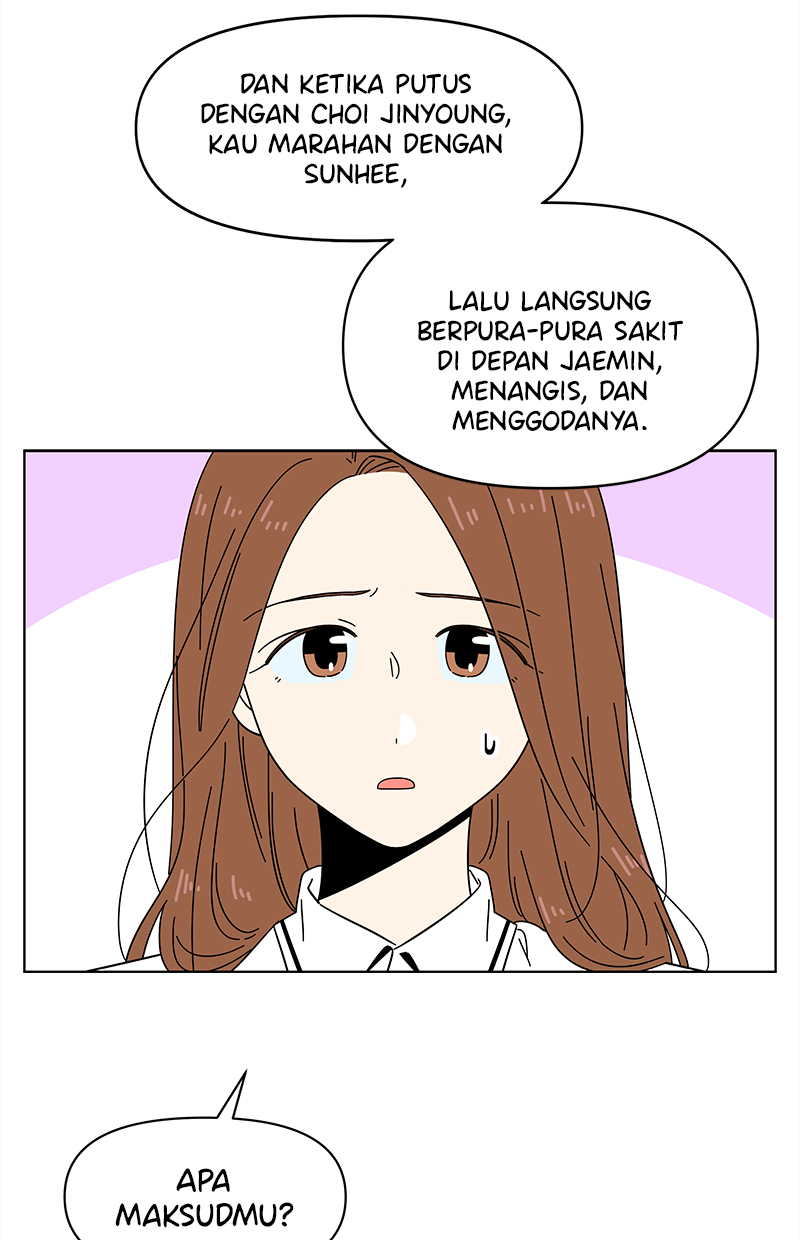 DAN KETIKA PUTUS
DENGAN CHOI JINYOUNG,
KAU MARAHAN DENGAN
SUNHEE,
LALU LANGSUNG
BERPURA-PURA SAKIT
DI DEPAN JAEMIN,
MENANGIS, DAN
MENGGODANYA.
APA
MAKSUDMU?